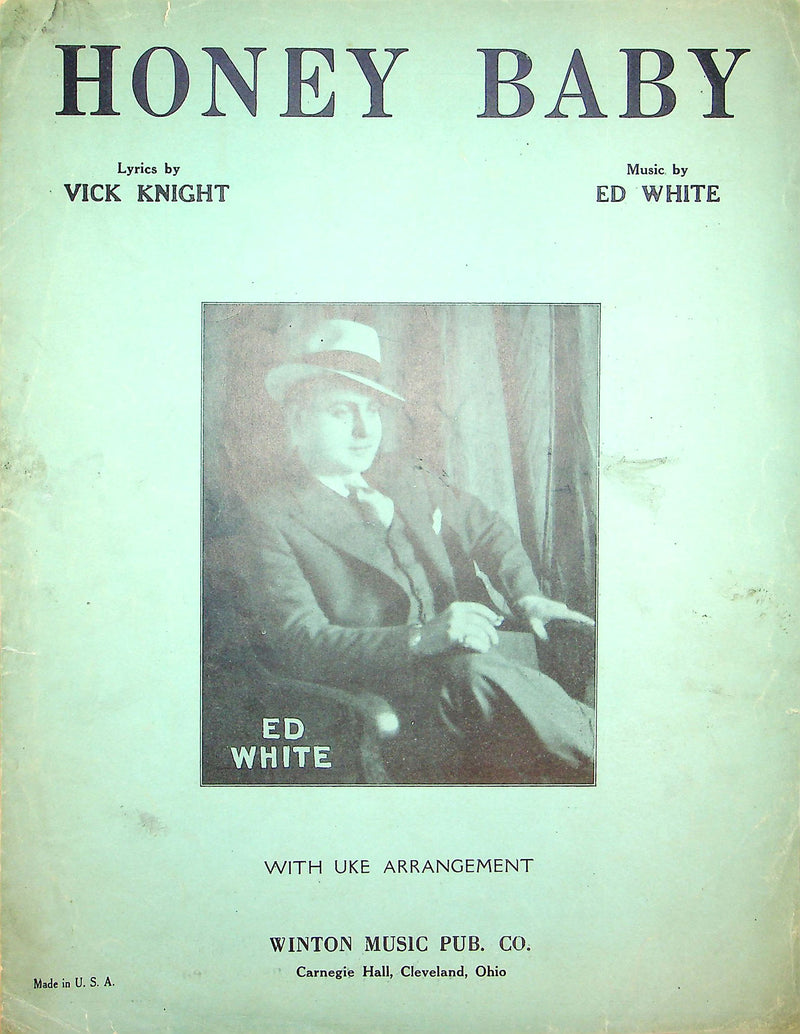 HONEY BABY
Lyrics by
VICK KNIGHT
Music by
ED WHITE
ED
WHITE
WITH UKE ARRANGEMENT
WINTON MUSIC PUB. CO.
Carnegie Hall, Cleveland, Ohio
Made in U. S. A.